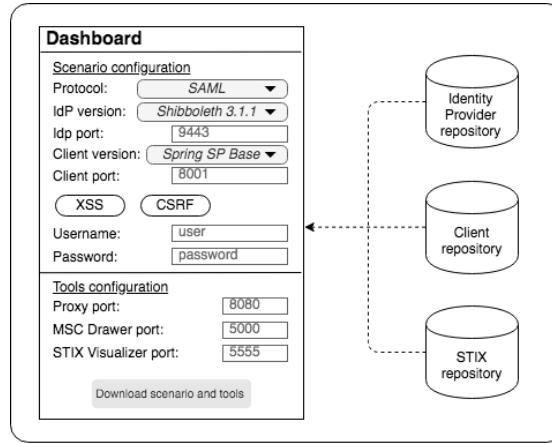 Dashboard
Scenario configuration
Protocol: SAML
IdP version: Shibboleth 3.1.1
Idp port: 9443
Client version: Spring SP Base
Client port: 8001
XSS CSRF
Username: user
Password: password
Tools configuration
Proxy port: 8080
MSC Drawer port: 5000
STIX Visualizer port: 5555
Download scenario and tools
Identity
Provider
repository
Client
repository
STIX
repository